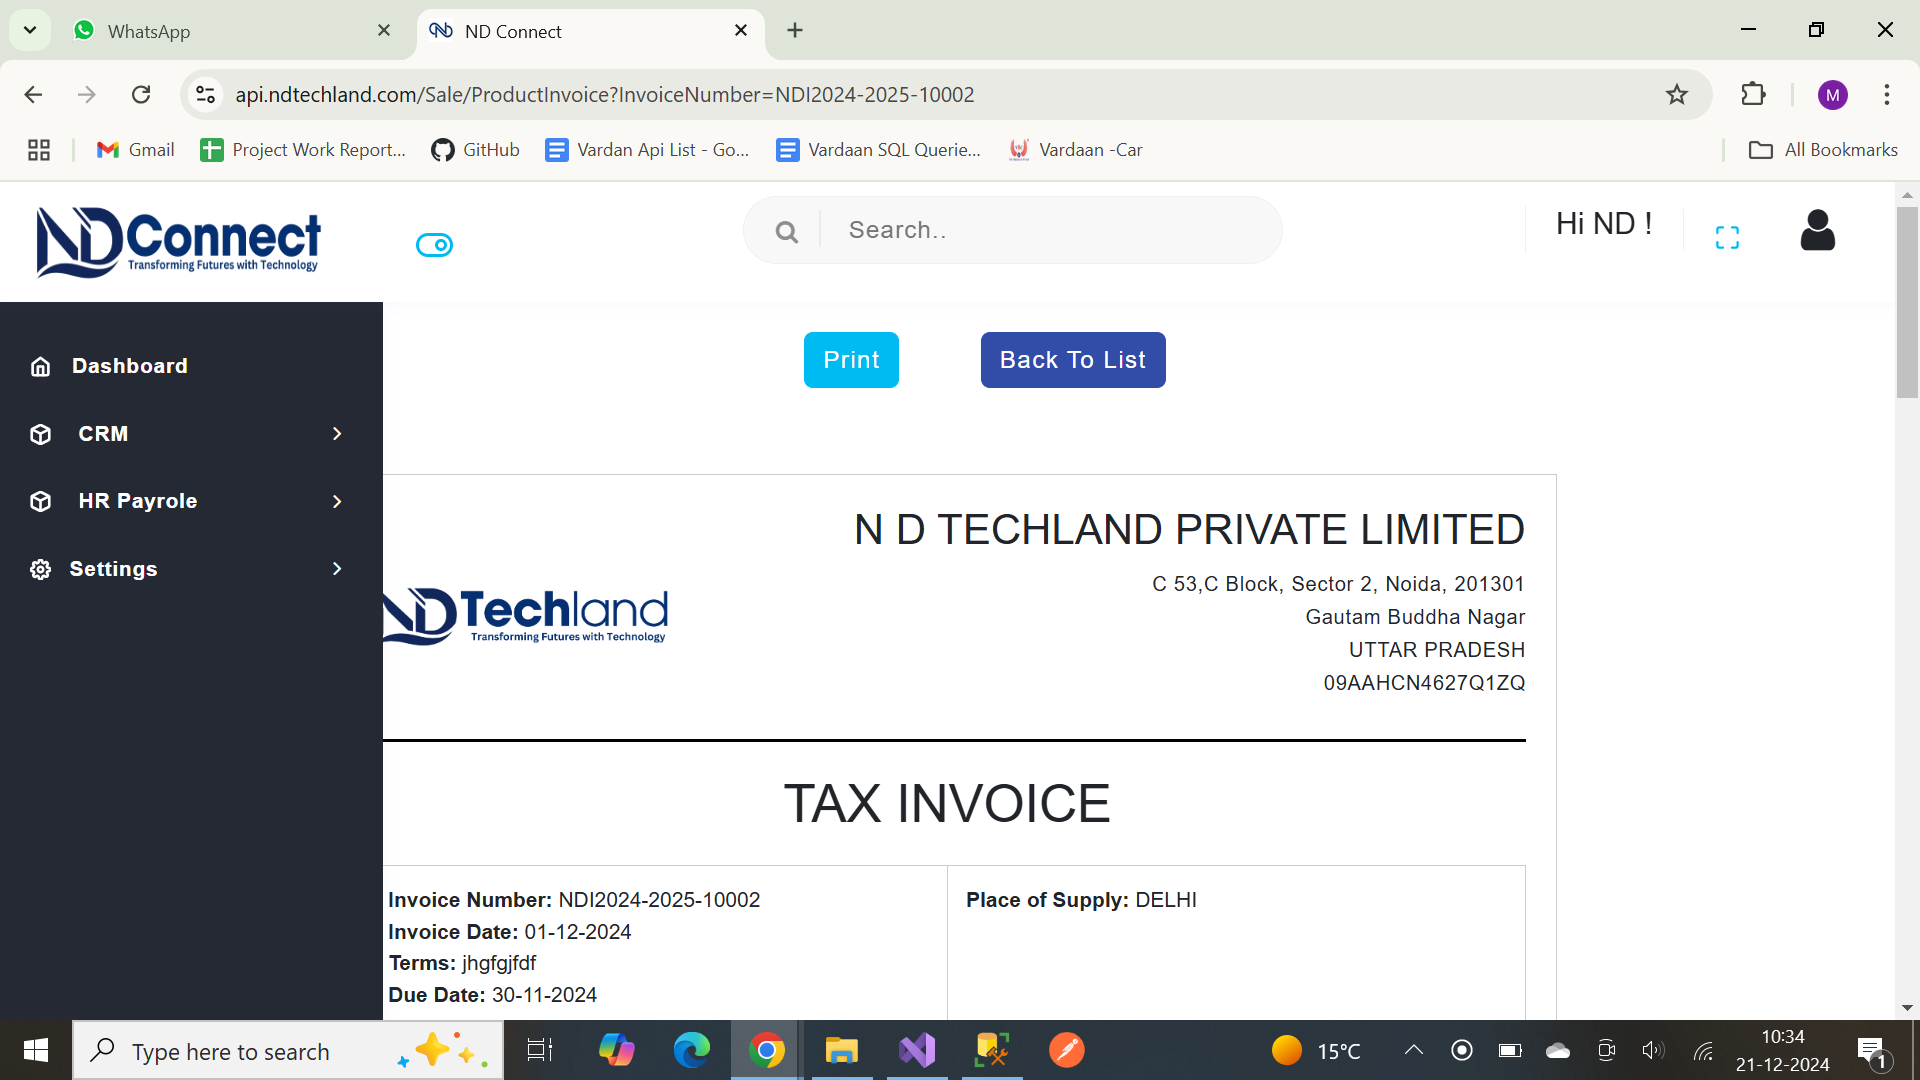 WhatsApp
ND Connect
api.ndtechland.com/Sale/ProductInvoice?InvoiceNumber=NDI2024-2025-10002
M
Gmail
Project Work Report...
GitHub
Vardan Api List - Go...
Vardaan SQL Querie...
Vardaan -Car
All Bookmarks
NDConnect
Transforming Futures with Technology
Search..
Hi ND !
Dashboard
CRM
HR Payrole
Settings
Print
Back To List
N D TECHLAND PRIVATE LIMITED
C 53,C Block, Sector 2, Noida, 201301
Gautam Buddha Nagar
UTTAR PRADESH
09AAHCN4627Q1ZQ
ND Techland
Transforming Futures with Technology
TAX INVOICE
Invoice Number: NDI2024-2025-10002
Invoice Date: 01-12-2024
Terms: jhgfgjfdf
Due Date: 30-11-2024
Place of Supply: DELHI
Type here to search
15°C
10:34
21-12-2024
1